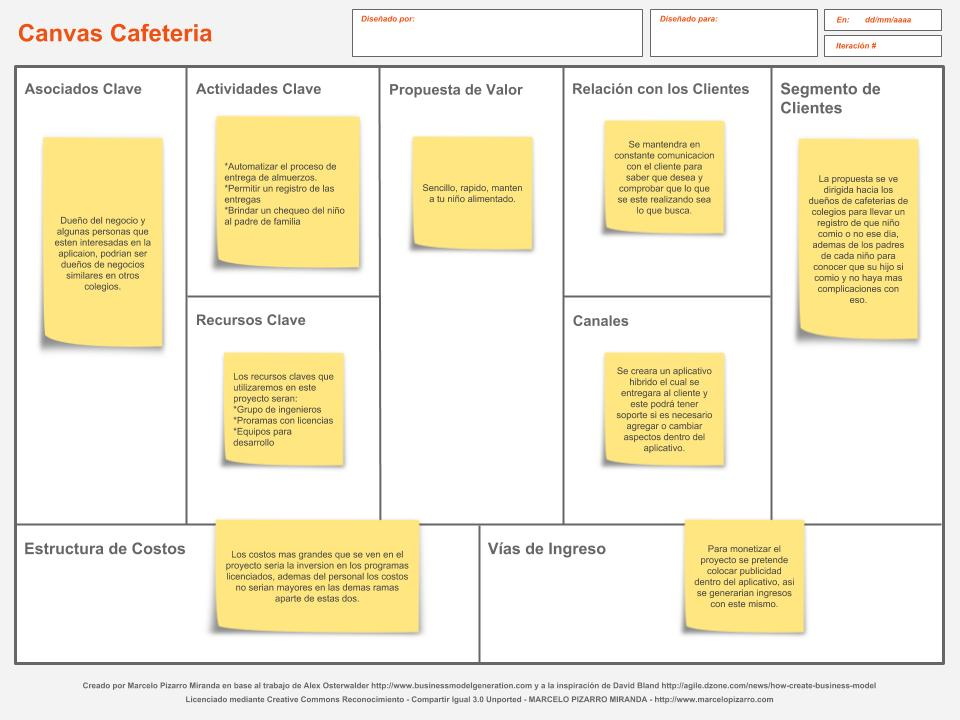 Canvas Cafeteria
Diseñado por:
Diseñado para:
En: dd/mm/aaaa
Iteración #
Asociados Clave
Dueño del negocio y
algunas personas que
esten interesadas en la
aplicaion, podrian ser
dueños de negocios
similares en otros
colegios.
Actividades Clave
*Automatizar el proceso de
entrega de almuerzos.
*Permitir un registro de las
entregas
*Brindar un chequeo del niño
al padre de familia
Recursos Clave
Los recursos claves que
utilizaremos en este
proyecto seran:
*Grupo de ingenieros
*Proramas con licencias
*Equipos para
desarrollo
Propuesta de Valor
Sencillo, rapido, manten
a tu niño alimentado.
Relación con los Clientes
Se mantendra en
constante comunicacion
con el cliente para
saber que desea y
comprobar que lo que
se este realizando sea
lo que busca.
Canales
Se creara un aplicativo
hibrido el cual se
entregara al cliente y
este podrá tener
soporte si es necesario
agregar o cambiar
aspectos dentro del
aplicativo.
Segmento de
Clientes
La propuesta se ve
dirigida hacia los
dueños de cafeterias de
colegios para llevar un
registro de que niño
comio o no ese dia,
ademas de los padres
de cada niño para
conocer que su hijo si
comio y no haya mas
complicaciones con
eso.
Estructura de Costos
Los costos mas grandes que se ven en el
proyecto seria la inversion en los programas
licenciados, ademas del personal los costos
no serian mayores en las demas ramas
aparte de estas dos.
Vías de Ingreso
Para monetizar el
proyecto se pretende
colocar publicidad
dentro del aplicativo, asi
se generarian ingresos
con este mismo.
Creado por Marcelo Pizarro Miranda en base al trabajo de Alex Osterwalder http://www.businessmodelgeneration.com y a la inspiración de David Bland http://agile.dzone.com/news/how-create-business-model
Licenciado mediante Creative Commons Reconocimiento - Compartir Igual 3.0 Unported - MARCELO PIZARRO MIRANDA - http://www.marcelopizarro.com